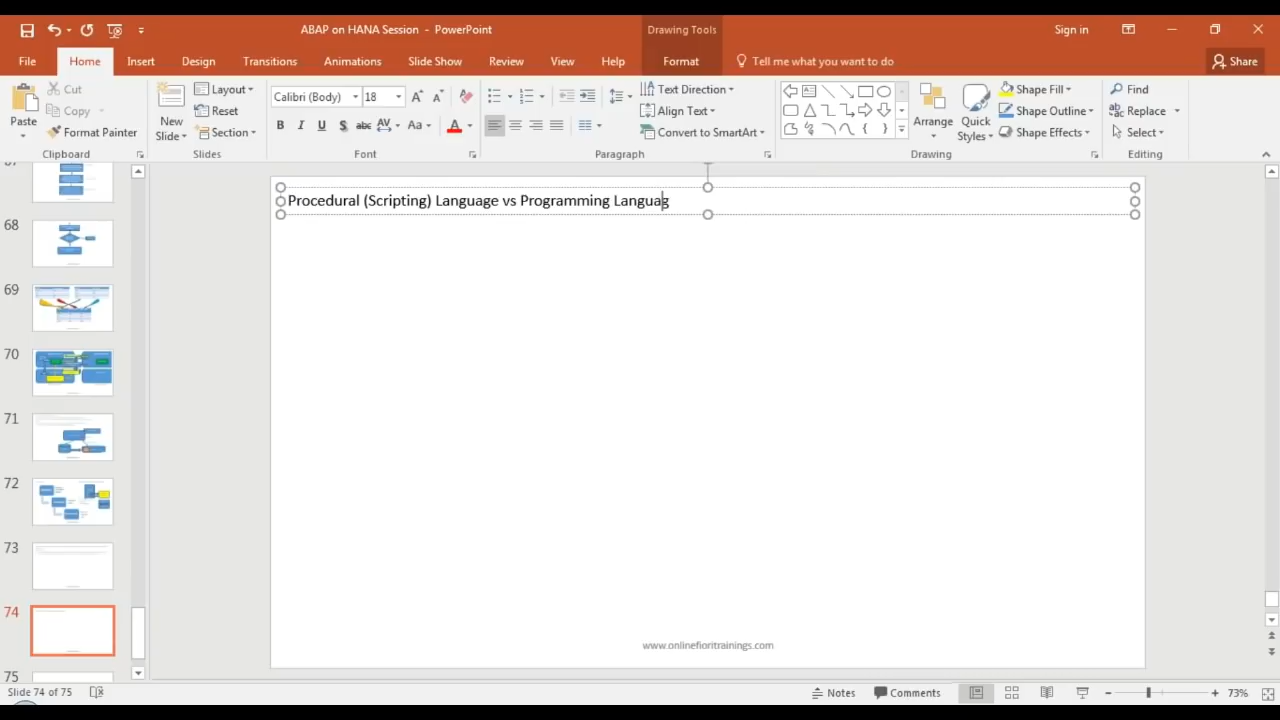 ABAP on HANA Session - PowerPoint
Drawing Tools
Sign in
File
Home
Insert
Design
Transitions
Animations
Slide Show
Review
View
Help
Format
Tell me what you want to do
Share
Paste
Cut
Copy
Format Painter
Clipboard
New
Slide
Layout
Reset
Section
Slides
Calibri (Body)
18
B I U S abc AV Aa A
Font
Text Direction
Align Text
Convert to SmartArt
Paragraph
Arrange
Quick
Styles
Shape Fill
Shape Outline
Shape Effects
Drawing
Find
Replace
Select
Editing
68
69
70
71
72
73
74
75
Procedural (Scripting) Language vs Programming Languag
www.onlinefioritrainings.com
Slide 74 of 75
Notes
Comments
73%